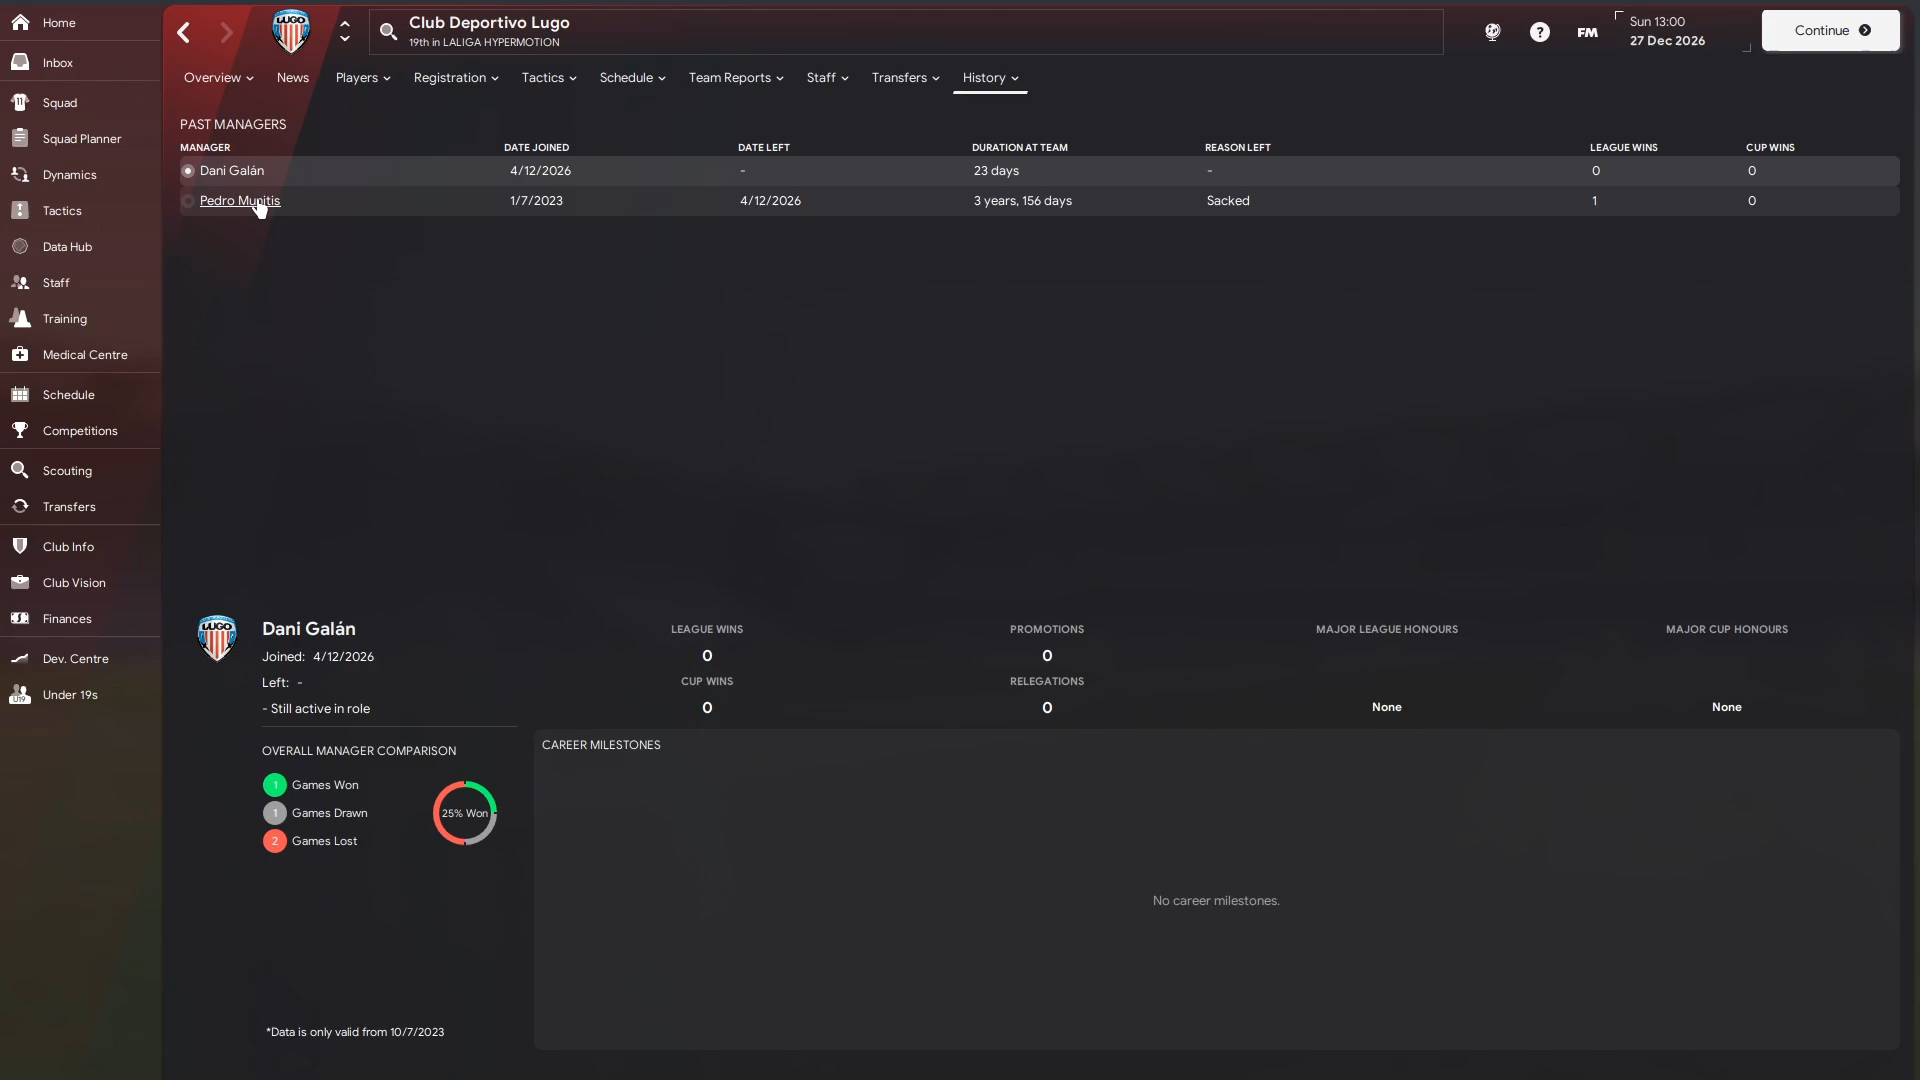 Home
Inbox
Squad
Squad Planner
Dynamics
Tactics
Data Hub
Staff
Training
Medical Centre
Schedule
Competitions
Scouting
Transfers
Club Info
Club Vision
Finances
Dev. Centre
Under 19s
LUGO
Club Deportivo Lugo
19th in LALIGA HYPERMOTION
FM
Sun 13:00
27 Dec 2026
Continue
Overview News Players Registration Tactics Schedule Team Reports Staff Transfers History
PAST MANAGERS
MANAGER DATE JOINED DATE LEFT DURATION AT TEAM REASON LEFT LEAGUE WINS CUP WINS
Dani Galán 4/12/2026 - 23 days - 0 0
Pedro Munitis 1/7/2023 4/12/2026 3 years, 156 days Sacked 1 0
LUGO
Dani Galán
Joined: 4/12/2026
Left: -
- Still active in role
LEAGUE WINS PROMOTIONS MAJOR LEAGUE HONOURS MAJOR CUP HONOURS
0 0
CUP WINS RELEGATIONS
0 0 None None
OVERALL MANAGER COMPARISON
1 Games Won
1 Games Drawn
2 Games Lost
25% Won
CAREER MILESTONES
No career milestones.
*Data is only valid from 10/7/2023